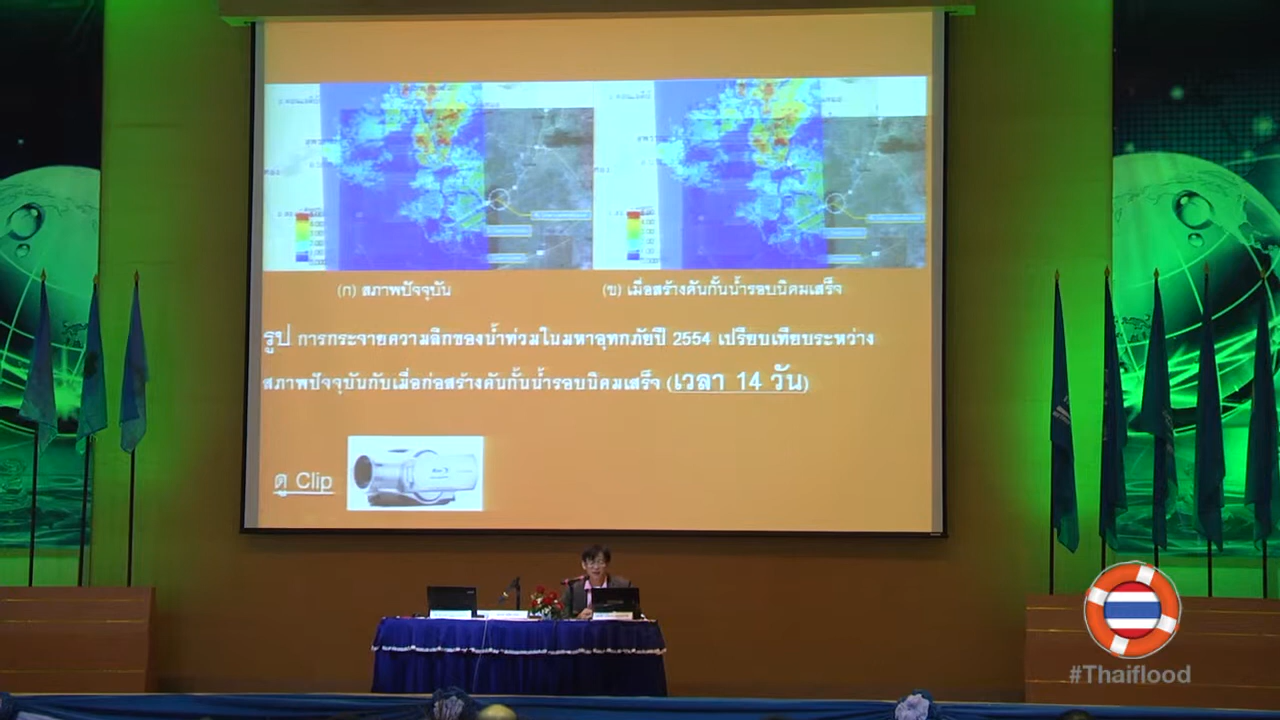 (ก) สภาพปัจจุบัน
(ข) เมื่อสร้างคันกั้นน้ำรอบนิคมเสร็จ
รูป การกระจายความลึกของน้ำท่วมในมหาอุทกภัยปี 2554 เปรียบเทียบระหว่าง
สภาพปัจจุบันกับเมื่อก่อสร้างคันกั้นน้ำรอบนิคมเสร็จ (เวลา 14 วัน)
ดู Clip
#Thaiflood